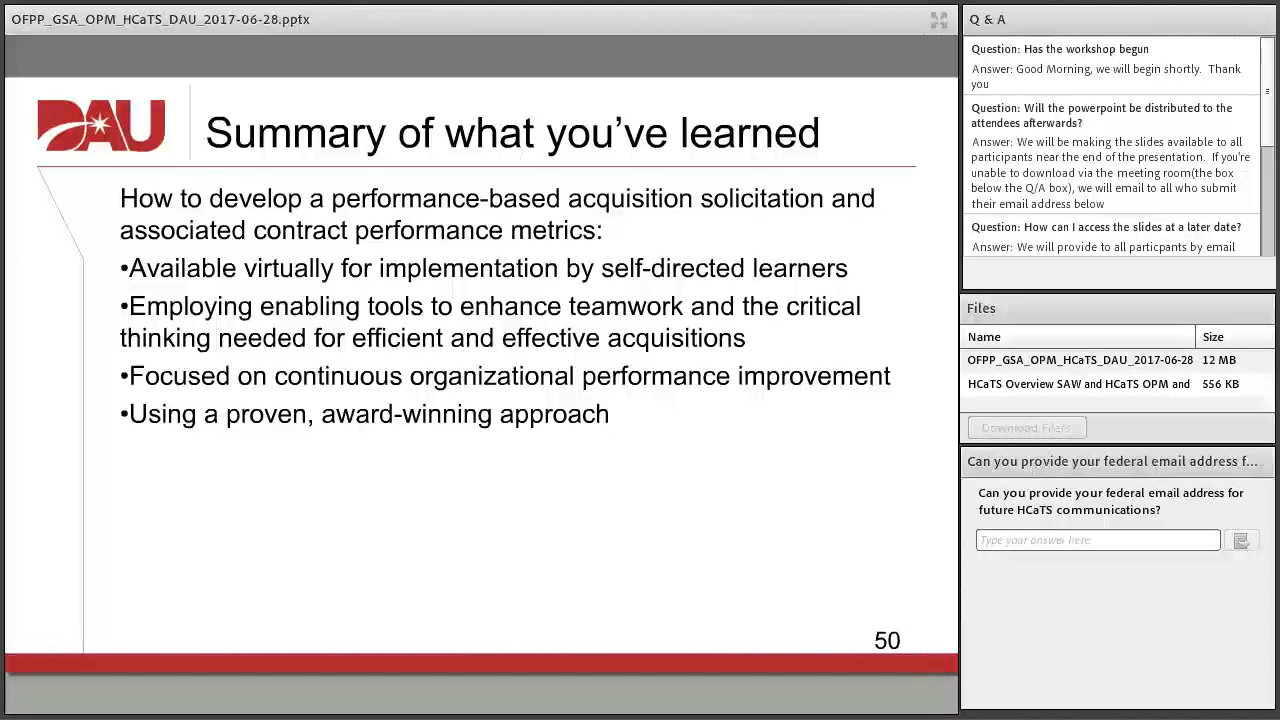 OFPP_GSA_OPM_HCaTS_DAU_2017-06-28.pptx
DAU
Summary of what you've learned
How to develop a performance-based acquisition solicitation and
associated contract performance metrics:
•Available virtually for implementation by self-directed learners
•Employing enabling tools to enhance teamwork and the critical
thinking needed for efficient and effective acquisitions
•Focused on continuous organizational performance improvement
•Using a proven, award-winning approach
50
Q & A
Question: Has the workshop begun
Answer: Good Morning, we will begin shortly.  Thank
you
Question: Will the powerpoint be distributed to the
attendees afterwards?
Answer: We will be making the slides available to all
participants near the end of the presentation.  If you're
unable to download via the meeting room(the box
below the Q/A box), we will email to all who submit
their email address below
Question: How can I access the slides at a later date?
Answer: We will provide to all particpants by email
Files
Name Size
OFPP_GSA_OPM_HCaTS_DAU_2017-06-28 12 MB
HCaTS Overview SAW and HCaTS OPM and 556 KB
Download File(s)
Can you provide your federal email address f...
Can you provide your federal email address for
future HCaTS communications?
Type your answer here